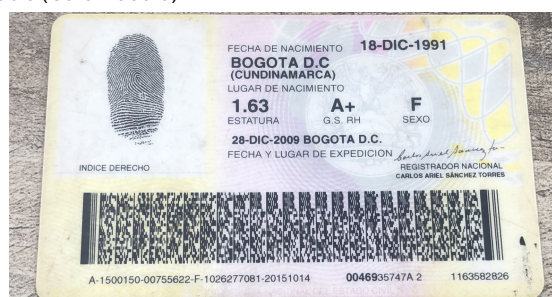 FECHA DE NACIMIENTO 18-DIC-1991
BOGOTA D.C
(CUNDINAMARCA)
LUGAR DE NACIMIENTO
1.63 A+ F
ESTATURA G.S. RH SEXO
28-DIC-2009 BOGOTA D.C.
FECHA Y LUGAR DE EXPEDICION
INDICE DERECHO
REGISTRADOR NACIONAL
CARLOS ARIEL SÁNCHEZ TORRES
A-1500150-00755622-F-1026277081-20151014 0046935747A 2 1163582826